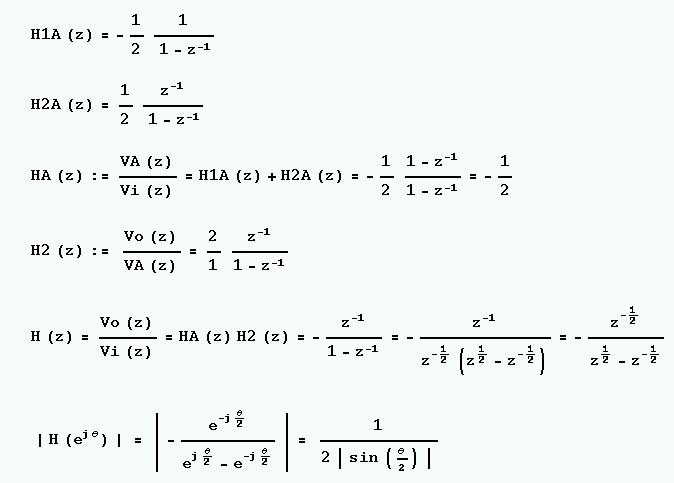 H1A (z) = - 1/2 1/(1 - z^-1)
H2A (z) = 1/2 z^-1/(1 - z^-1)
HA (z) := VA (z)/Vi (z) = H1A (z) + H2A (z) = - 1/2 (1 - z^-1)/(1 - z^-1) = - 1/2
H2 (z) := Vo (z)/VA (z) = 2/1 z^-1/(1 - z^-1)
H (z) = Vo (z)/Vi (z) = HA (z) H2 (z) = - z^-1/(1 - z^-1) = - z^-1/(z^-1/2 (z^1/2 - z^-1/2)) = - z^-1/2/(z^1/2 - z^-1/2)
| H (e^jθ) | = | - e^-j θ/2/(e^j θ/2 - e^-j θ/2) | = 1/(2 | sin (θ/2) |)